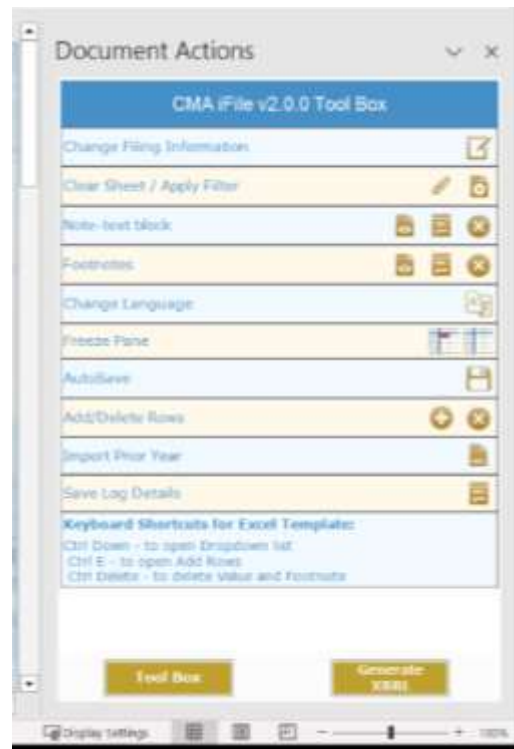 Document Actions
CMA iFile v2.0.0 Tool Box
Change Filing Information
Clear Sheet / Apply Filter
Note-text block
Footnotes
Change Language
Freeze Pane
AutoSave
Add/Delete Rows
Import Prior Year
Save Log Details
Keyboard Shortcuts for Excel Template:
Ctrl Down - to open Dropdown list
Ctrl E - to open Add Rows
Ctrl Delete - to delete Value and Footnote
Tool Box
Generate
XBRL
Display Settings
100%